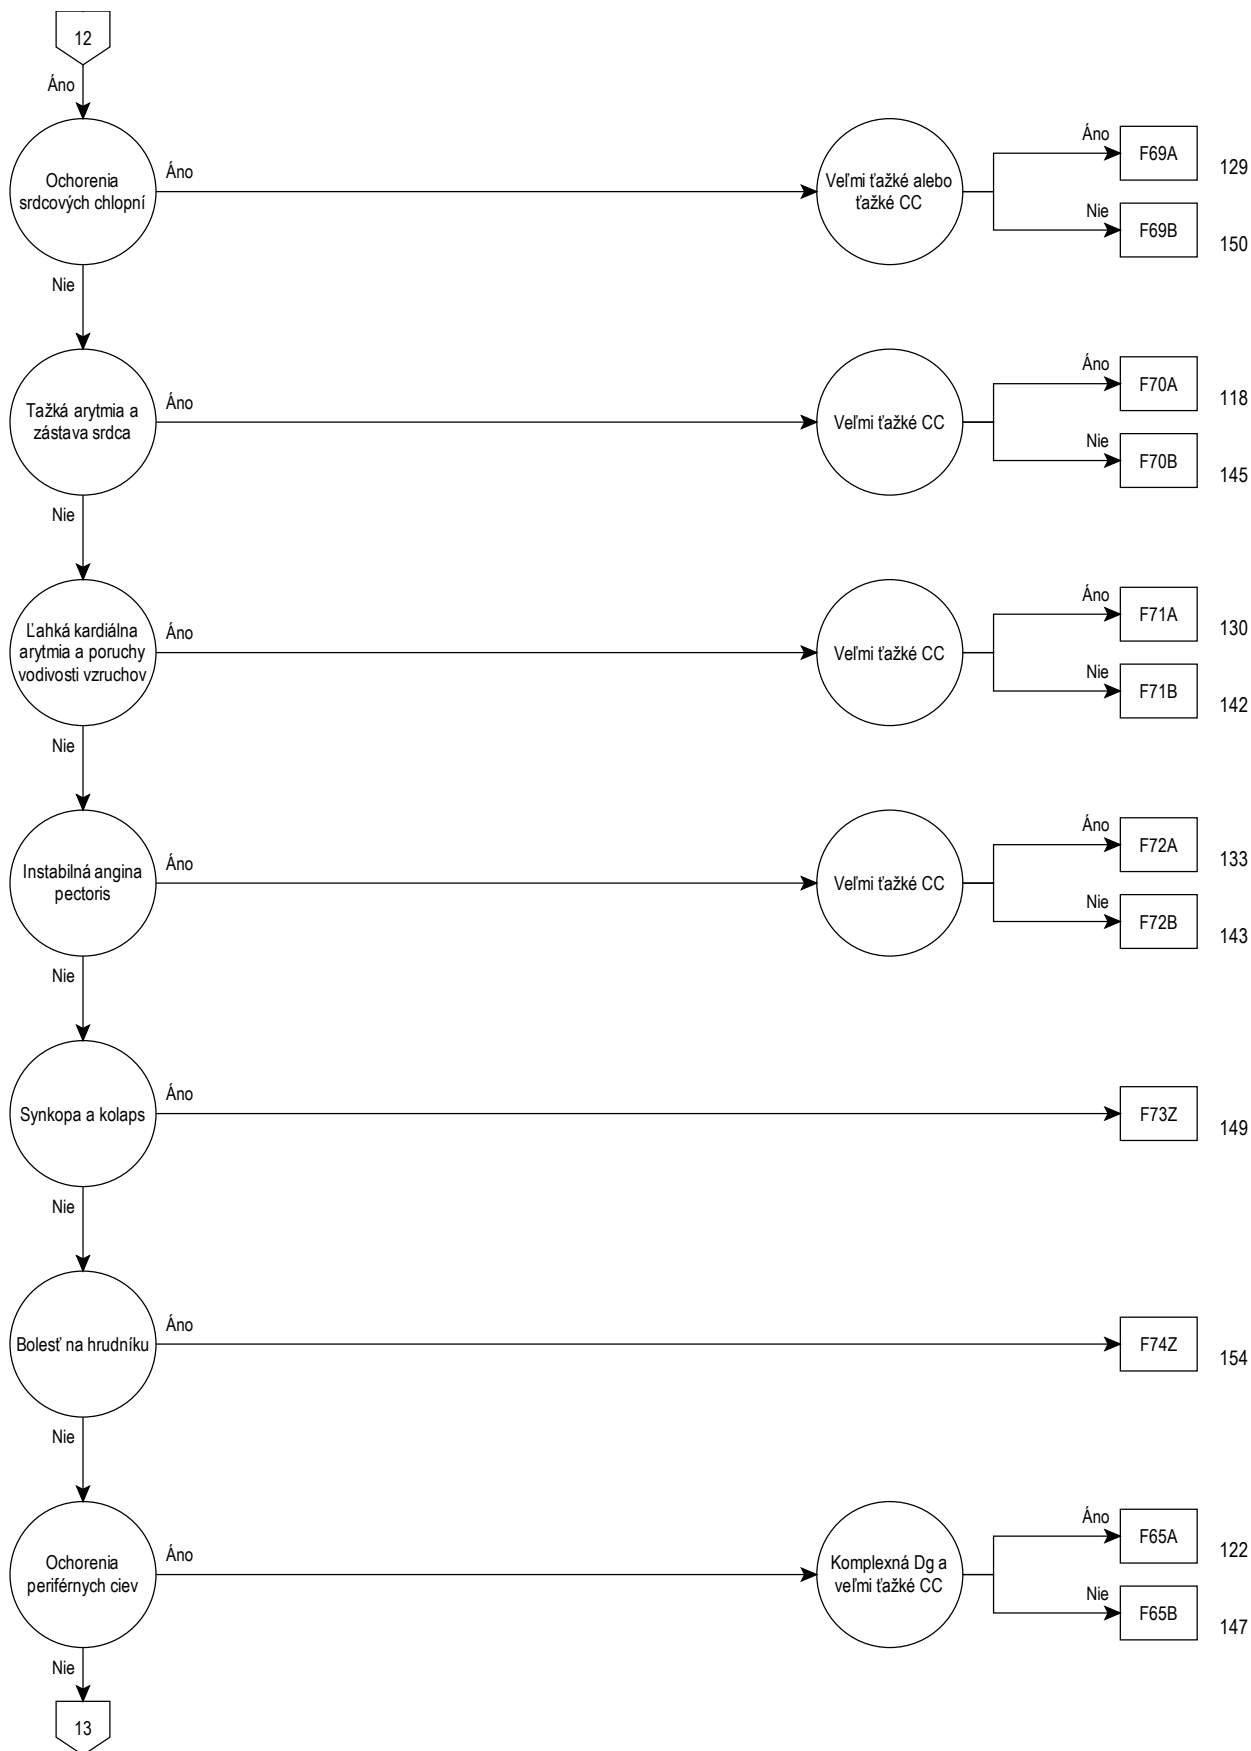 12
Áno
Ochorenia
srdcových chlopní
Áno
Veľmi ťažké alebo
ťažké CC
Áno
F69A
129
Nie
F69B
150
Nie
Tažká arytmia a
zástava srdca
Áno
Veľmi ťažké CC
Áno
F70A
118
Nie
F70B
145
Nie
Ľahká kardiálna
arytmia a poruchy
vodivosti vzruchov
Áno
Veľmi ťažké CC
Áno
F71A
130
Nie
F71B
142
Nie
Instabilná angina
pectoris
Áno
Veľmi ťažké CC
Áno
F72A
133
Nie
F72B
143
Nie
Synkopa a kolaps
Áno
F73Z
149
Nie
Bolesť na hrudníku
Áno
F74Z
154
Nie
Ochorenia
periférnych ciev
Áno
Komplexná Dg a
veľmi ťažké CC
Áno
F65A
122
Nie
F65B
147
Nie
13